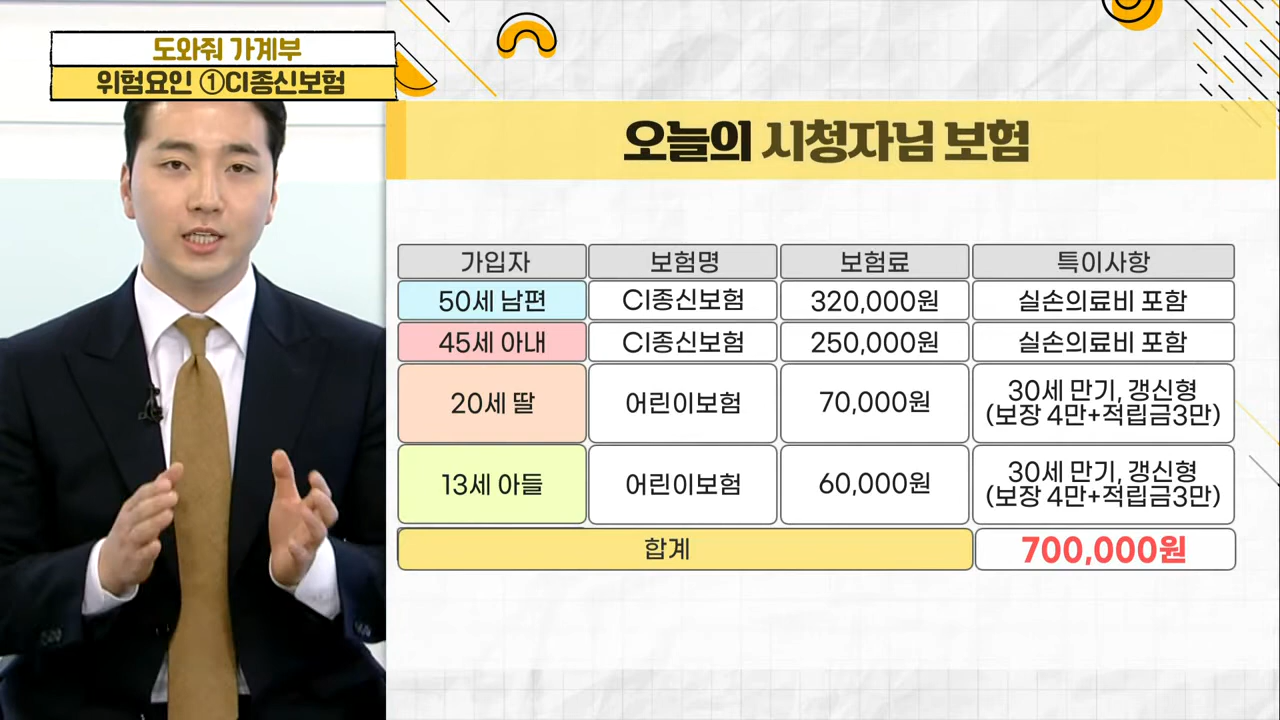 도와줘 가계부
위험요인 ①CI종신보험
오늘의 시청자님 보험
가입자 보험명 보험료 특이사항
50세 남편 CI종신보험 320,000원 실손의료비 포함
45세 아내 CI종신보험 250,000원 실손의료비 포함
20세 딸 어린이보험 70,000원 30세 만기, 갱신형
(보장 4만+적립금3만)
13세 아들 어린이보험 60,000원 30세 만기, 갱신형
(보장 4만+적립금3만)
합계 700,000원